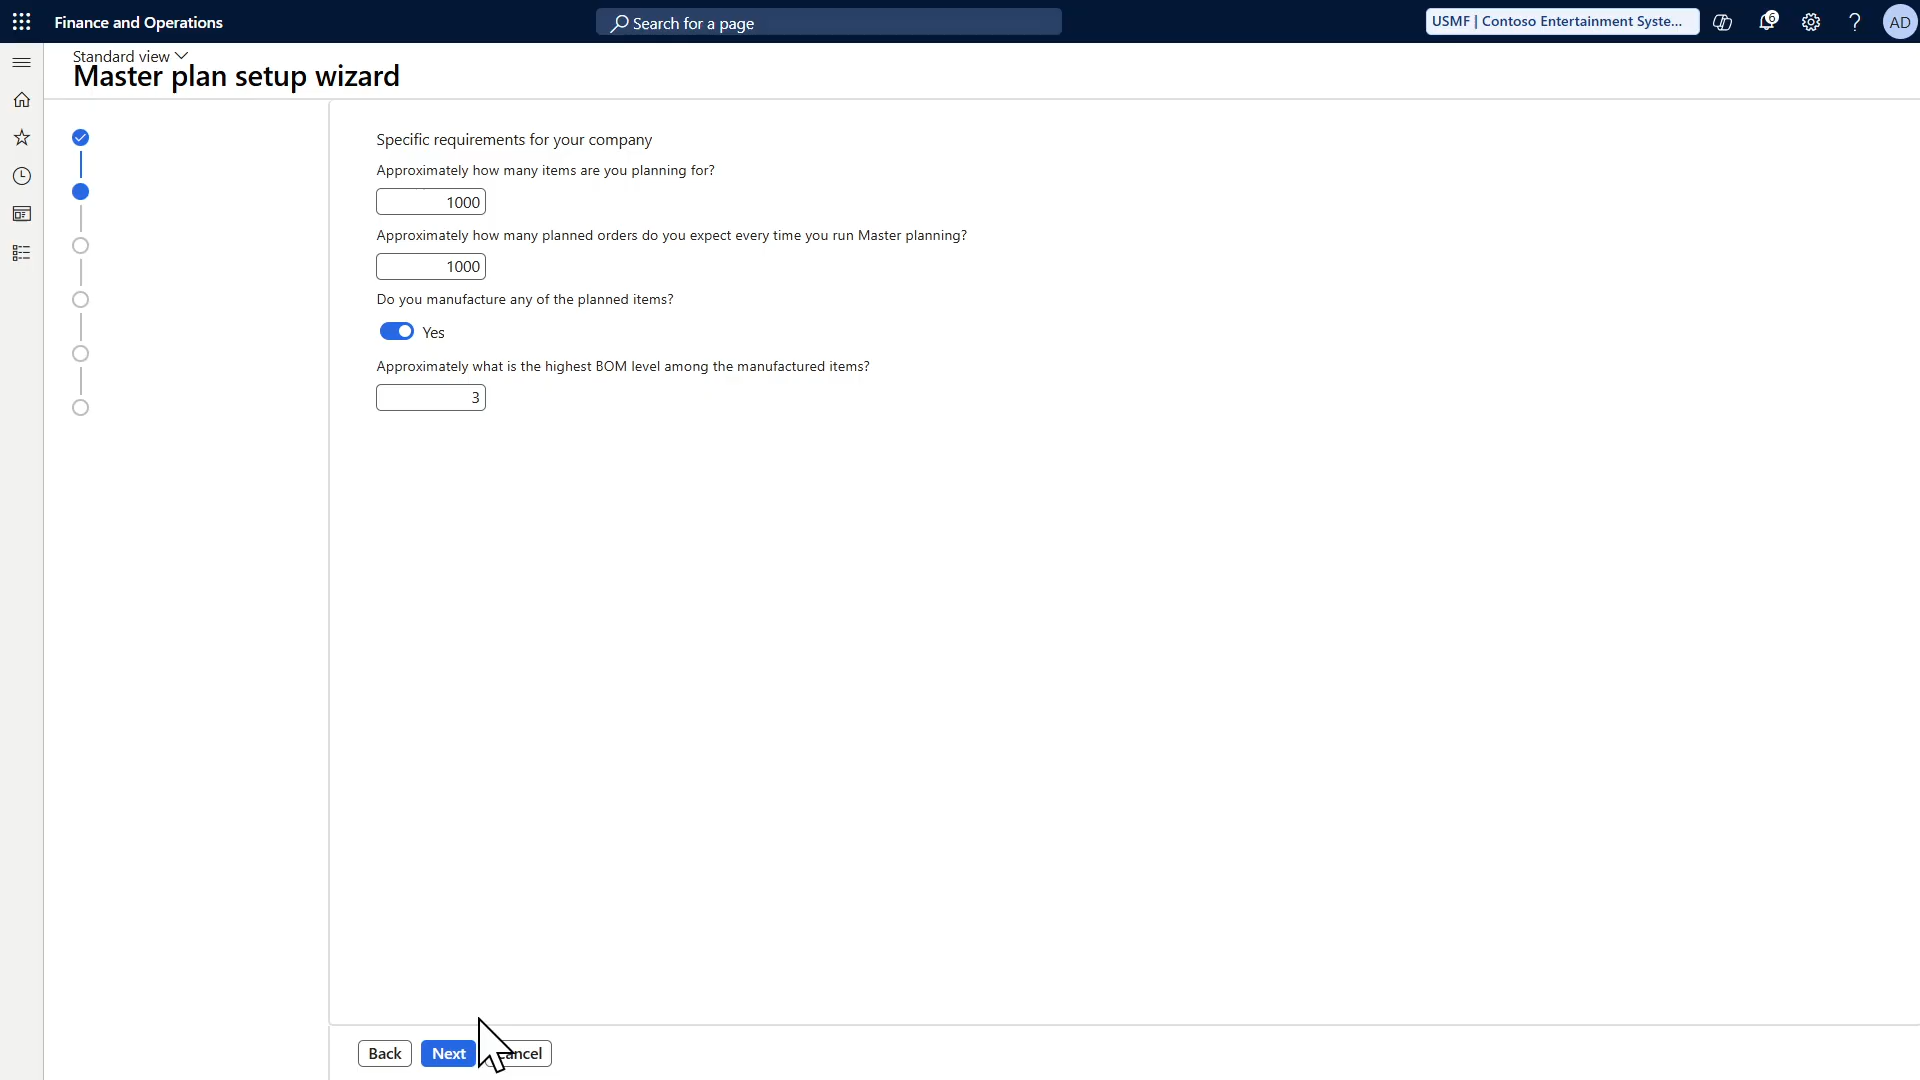 Finance and Operations
Search for a page
USMF | Contoso Entertainment Syste...
6
AD
Standard view
Master plan setup wizard
Specific requirements for your company
Approximately how many items are you planning for?
1000
Approximately how many planned orders do you expect every time you run Master planning?
1000
Do you manufacture any of the planned items?
Yes
Approximately what is the highest BOM level among the manufactured items?
3
Back
Next
ancel